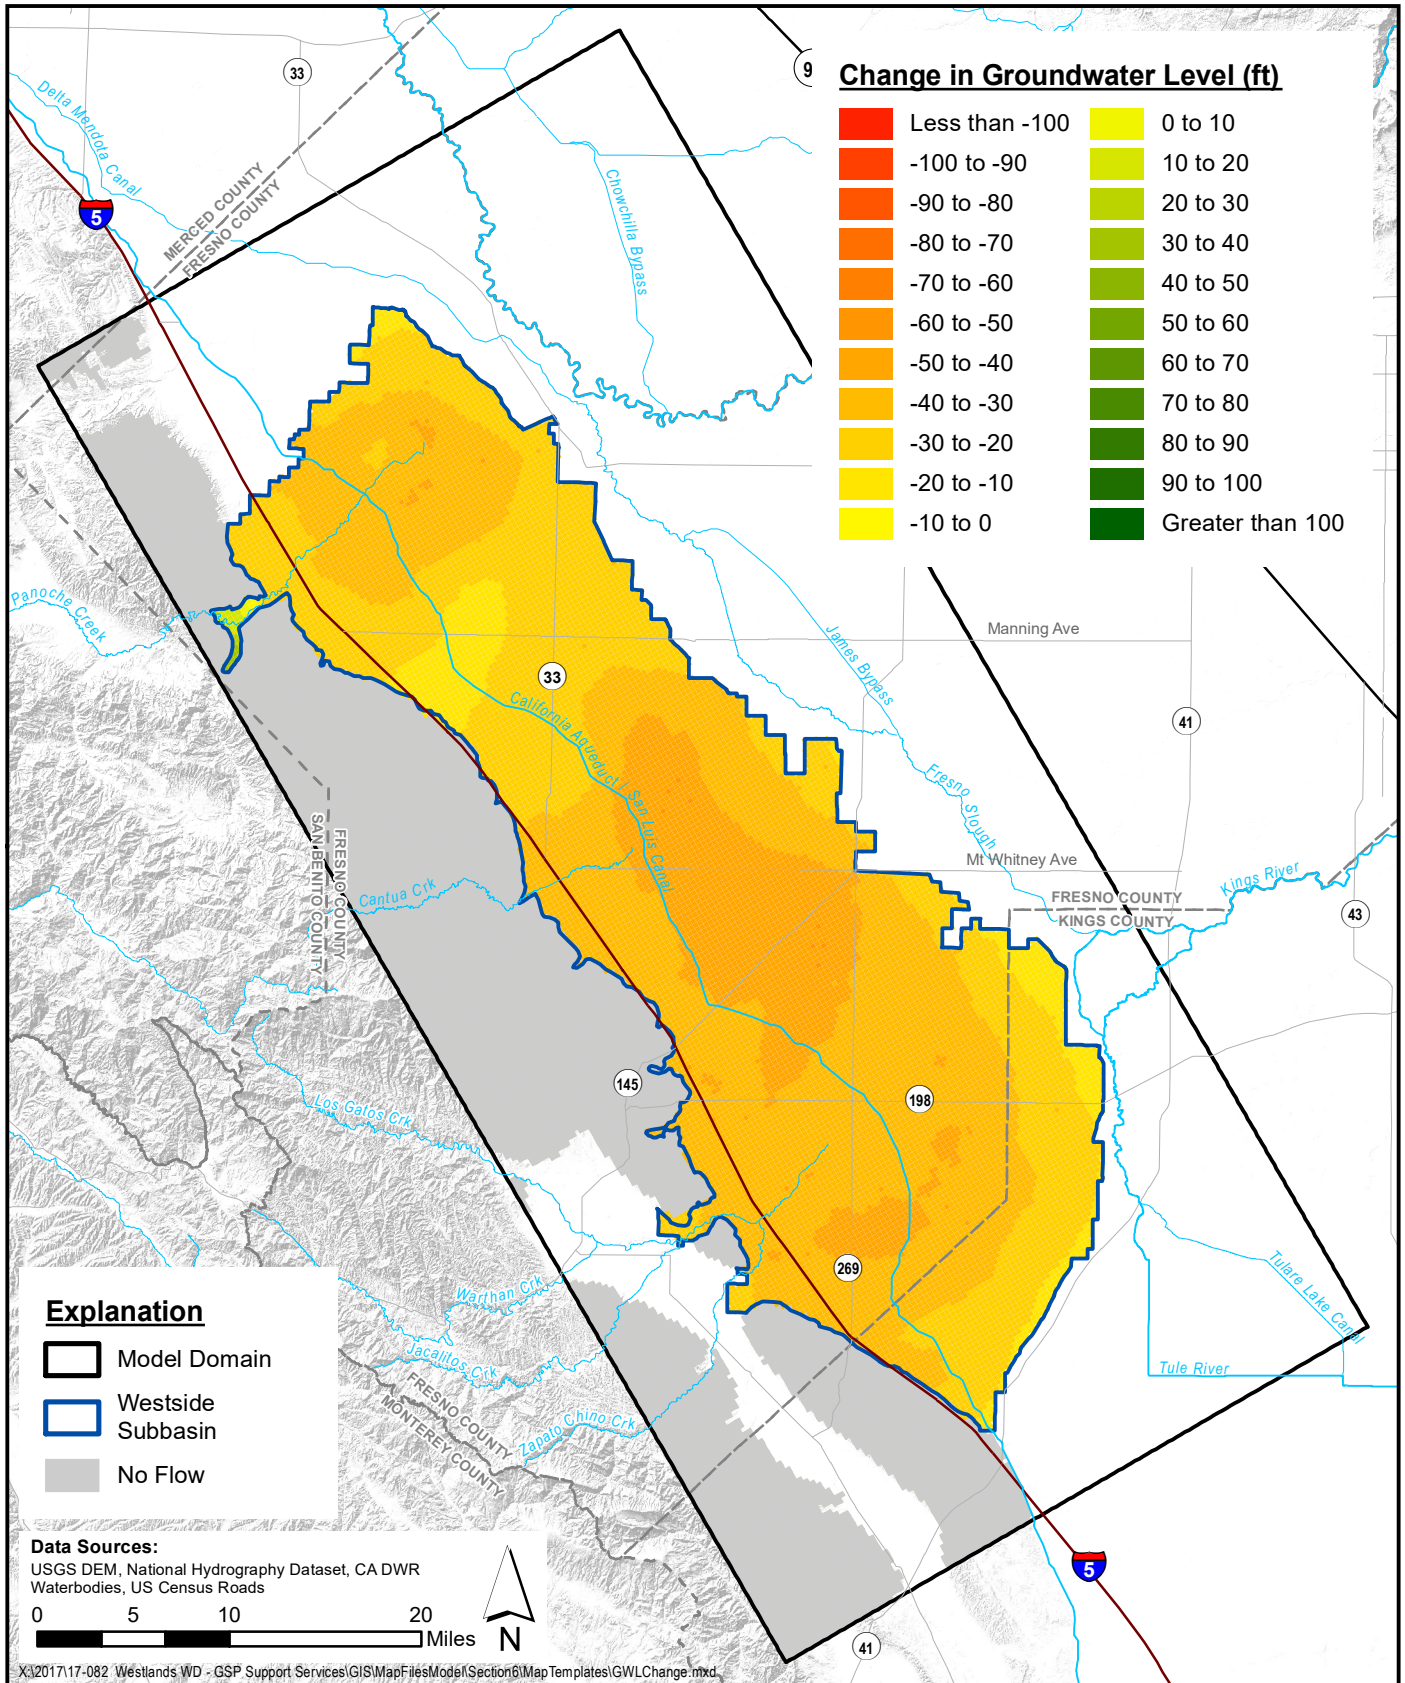 Change in Groundwater Level (ft)
Less than -100
-100 to -90
-90 to -80
-80 to -70
-70 to -60
-60 to -50
-50 to -40
-40 to -30
-30 to -20
-20 to -10
-10 to 0
0 to 10
10 to 20
20 to 30
30 to 40
40 to 50
50 to 60
60 to 70
70 to 80
80 to 90
90 to 100
Greater than 100
33
9
Delta Mendota Canal
5
MERCED COUNTY
FRESNO COUNTY
Chowchilla Bypass
Panoche Creek
James Bypass
Manning Ave
33
41
California Aqueduct / San Luis Canal
Fresno Slough
SAN BENITO COUNTY
FRESNO COUNTY
Cantua Crk
Mt Whitney Ave
Kings River
FRESNO COUNTY
KINGS COUNTY
43
145
198
Los Gatos Crk
269
Warthan Crk
Jacalitos Crk
Zapato Chino Crk
FRESNO COUNTY
MONTEREY COUNTY
Tulare Lake Canal
Tule River
5
41
Explanation
Model Domain
Westside
Subbasin
No Flow
Data Sources:
USGS DEM, National Hydrography Dataset, CA DWR
Waterbodies, US Census Roads
0 5 10 20
Miles
N
X:\2017\17-082 Westlands WD - GSP Support Services\GIS\MapFilesModel\Section6\MapTemplates\GWLChange.mxd